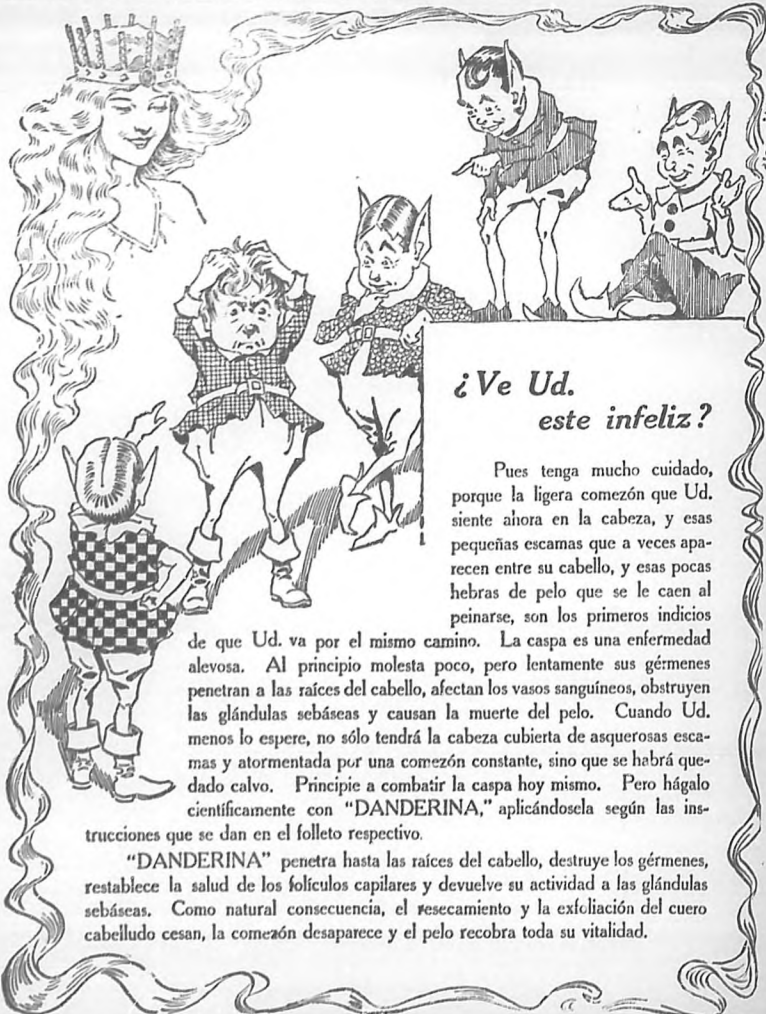 ¿Ve Ud.
este infeliz?
Pues tenga mucho cuidado,
porque la ligera comezón que Ud.
siente ahora en la cabeza, y esas
pequeñas escamas que a veces apa-
recen entre su cabello, y esas pocas
hebras de pelo que se le caen al
peinarse, son los primeros indicios
de que Ud. va por el mismo camino. La caspa es una enfermedad
alevosa. Al principio molesta poco, pero lentamente sus gérmenes
penetran a las raíces del cabello, afectan los vasos sanguíneos, obstruyen
las glándulas sebáseas y causan la muerte del pelo. Cuando Ud.
menos lo espere, no sólo tendrá la cabeza cubierta de asquerosas esca-
mas y atormentada por una comezón constante, sino que se habrá que-
dado calvo. Principie a combatir la caspa hoy mismo. Pero hágalo
científicamente con "DANDERINA," aplicándosela según las ins-
trucciones que se dan en el folleto respectivo.
"DANDERINA" penetra hasta las raíces del cabello, destruye los gérmenes,
restablece la salud de los folículos capilares y devuelve su actividad a las glándulas
sebáseas. Como natural consecuencia, el resecamiento y la exfoliación del cuero
cabelludo cesan, la comezón desaparece y el pelo recobra toda su vitalidad.